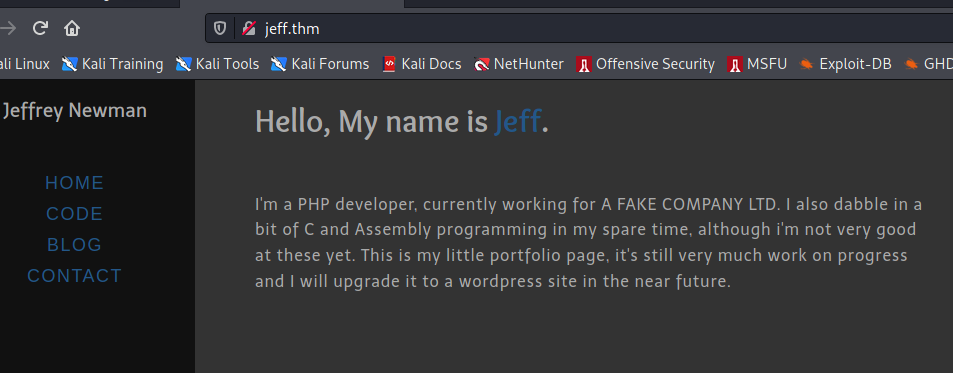 jeff.thm
ali Linux Kali Training Kali Tools Kali Forums Kali Docs NetHunter Offensive Security MSFU Exploit-DB GHD
Jeffrey Newman
HOME
CODE
BLOG
CONTACT
Hello, My name is Jeff.
I'm a PHP developer, currently working for A FAKE COMPANY LTD. I also dabble in a
bit of C and Assembly programming in my spare time, although i'm not very good
at these yet. This is my little portfolio page, it's still very much work on progress
and I will upgrade it to a wordpress site in the near future.